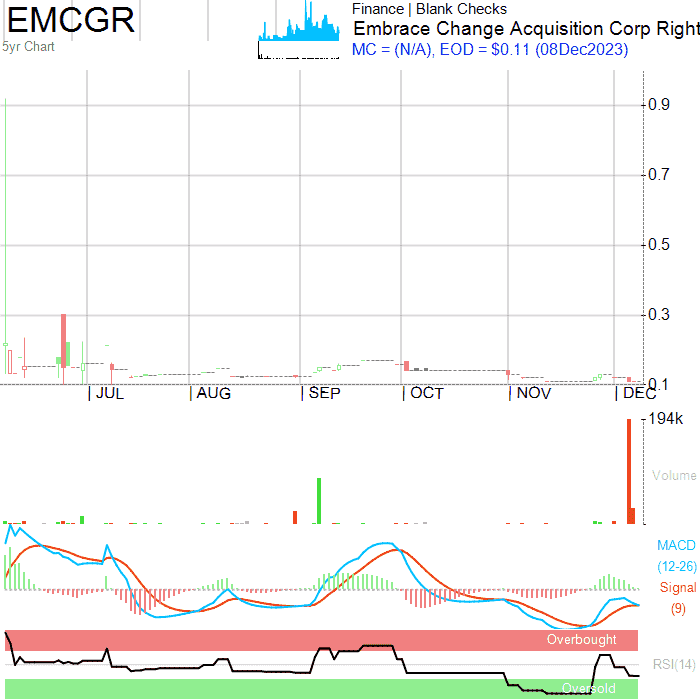 EMCGR
5yr Chart
Finance | Blank Checks
Embrace Change Acquisition Corp Right
MC = (N/A), EOD = $0.11 (08Dec2023)
0.9
0.7
0.5
0.3
0.1
| JUL | AUG | SEP | OCT | NOV | DEC
194k
Volume
MACD
(12-26)
Signal
(9)
Overbought
RSI(14)
Oversold